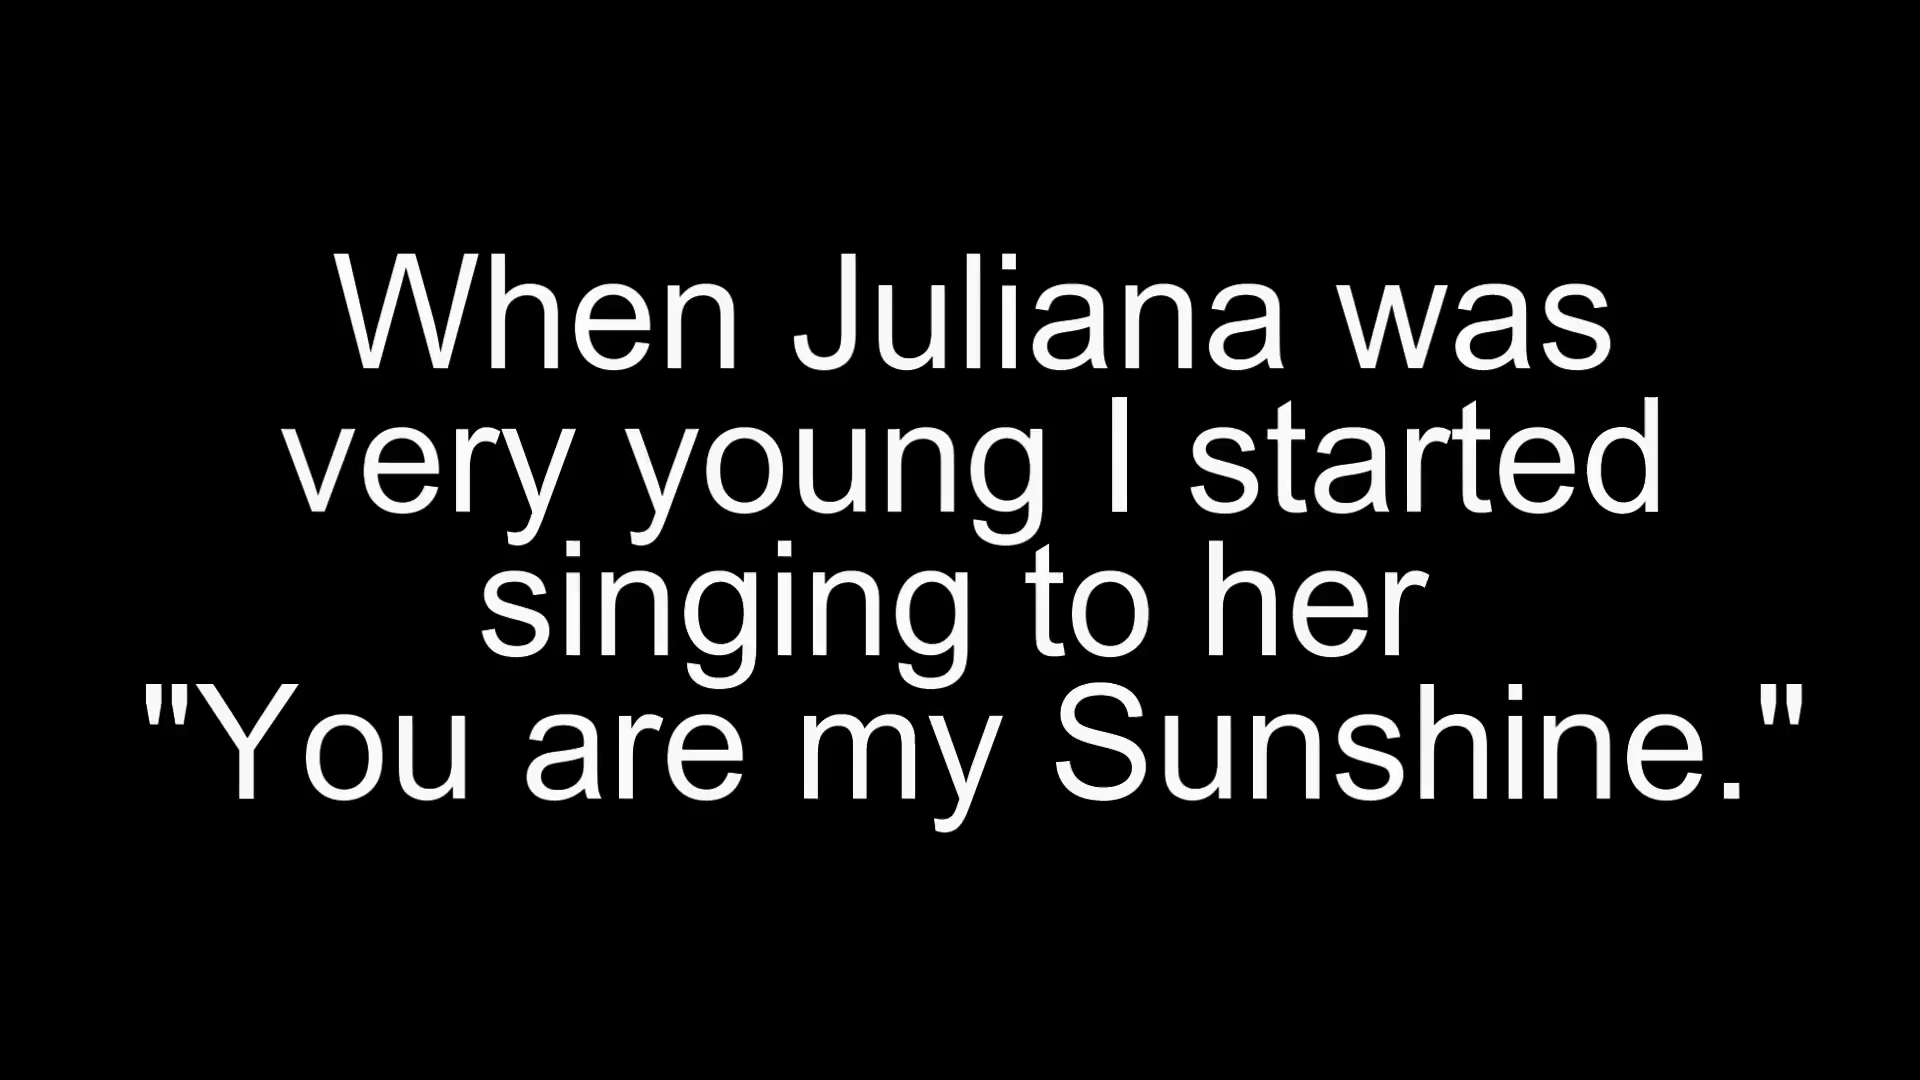 When Juliana was
very young I started
singing to her
"You are my Sunshine."